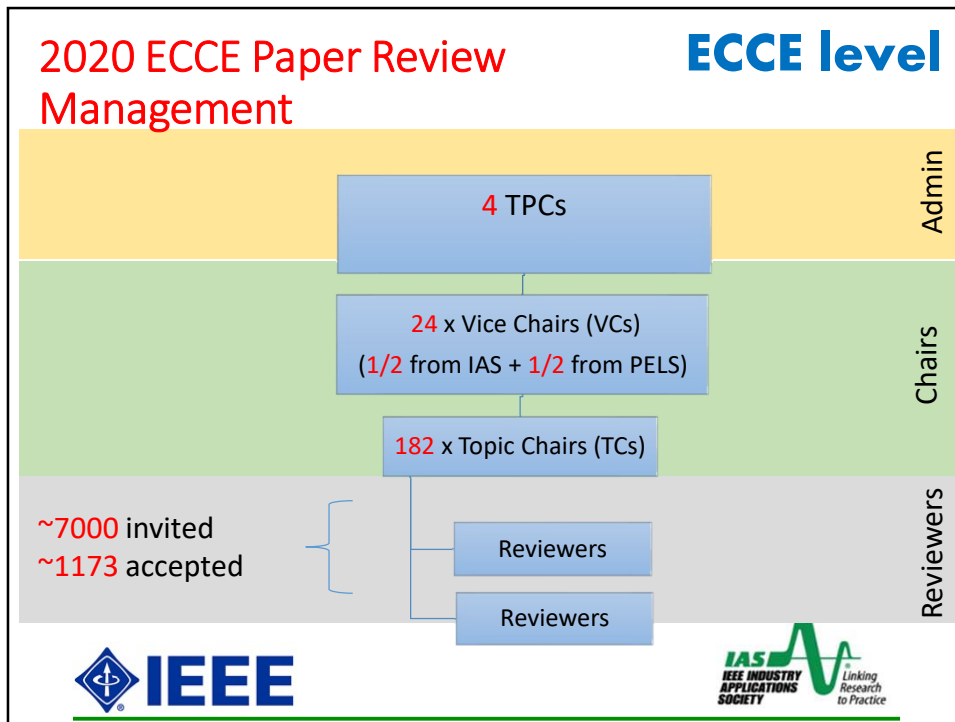 2020 ECCE Paper Review
Management
ECCE level
Admin
4 TPCs
Chairs
24 x Vice Chairs (VCs)
(1/2 from IAS + 1/2 from PELS)
182 x Topic Chairs (TCs)
Reviewers
~7000 invited
~1173 accepted
Reviewers
Reviewers
IEEE
IAS
IEEE INDUSTRY
APPLICATIONS
SOCIETY
Linking
Research
to Practice
®